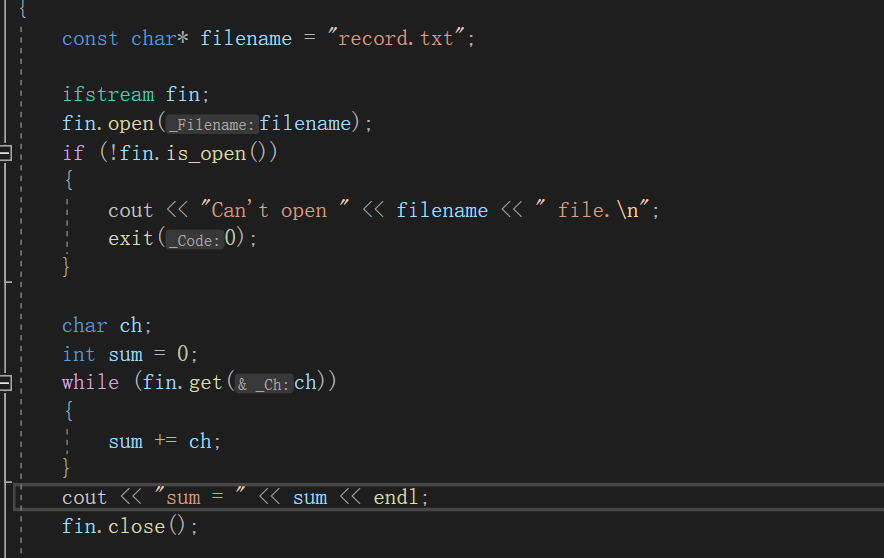 {
const char* filename = "record.txt";
ifstream fin;
fin.open(_Filename:filename);
if (!fin.is_open())
{
cout << "Can't open " << filename << " file.\n";
exit(_Code:0);
}
char ch;
int sum = 0;
while (fin.get(& _Ch:ch))
{
sum += ch;
}
cout << "sum = " << sum << endl;
fin.close();